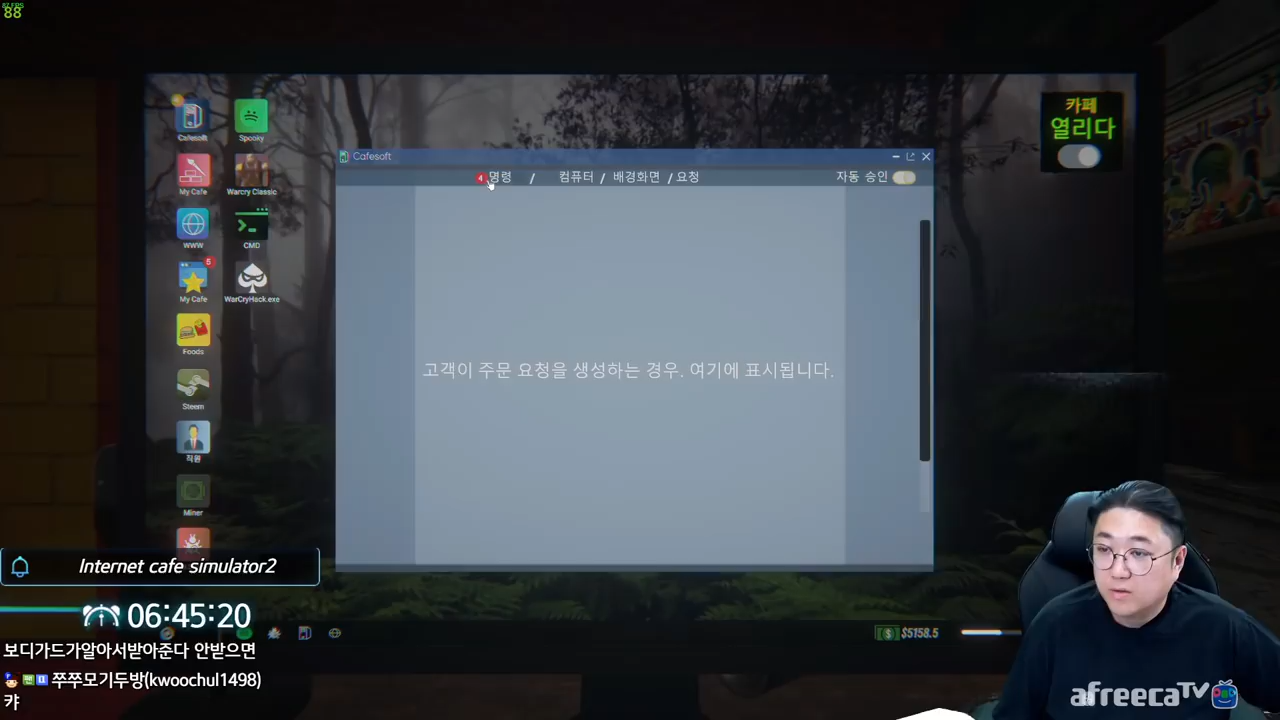 87 FPS
88
Cafesoft
Spooky
My Cafe
Warcry Classic
WWW
CMD
5
My Cafe
WarCryHack.exe
Foods
Steem
직원
Miner
Cafesoft
4 명령 / 컴퓨터 / 배경화면 / 요청
자동 승인
고객이 주문 요청을 생성하는 경우. 여기에 표시됩니다.
카페
열리다
Internet cafe simulator2
06:45:20
$5158.5
보디가드가알아서받아준다 안받으면
쭈쭈모기두방(kwoochul1498)
캬
afreecaTV